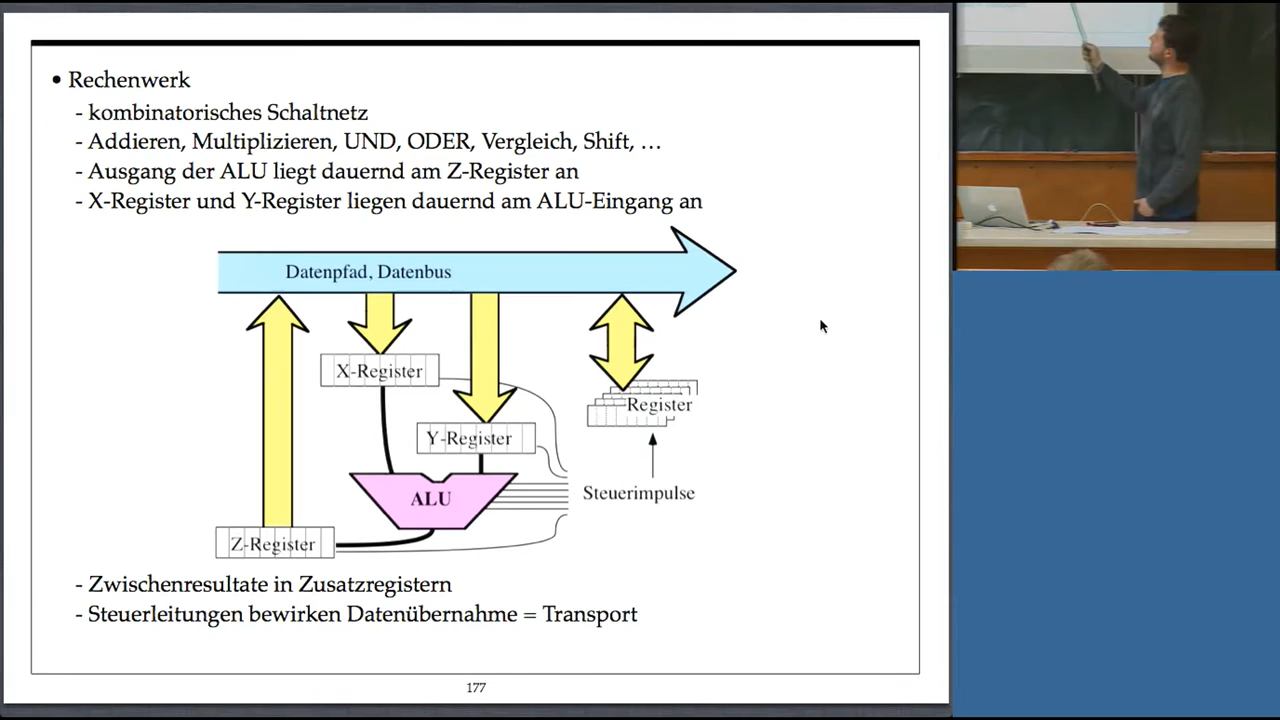 • Rechenwerk
- kombinatorisches Schaltnetz
- Addieren, Multiplizieren, UND, ODER, Vergleich, Shift, …
- Ausgang der ALU liegt dauernd am Z-Register an
- X-Register und Y-Register liegen dauernd am ALU-Eingang an
Datenpfad, Datenbus
X-Register
Register
Y-Register
ALU
Steuerimpulse
Z-Register
- Zwischenresultate in Zusatzregistern
- Steuerleitungen bewirken Datenübernahme = Transport
177